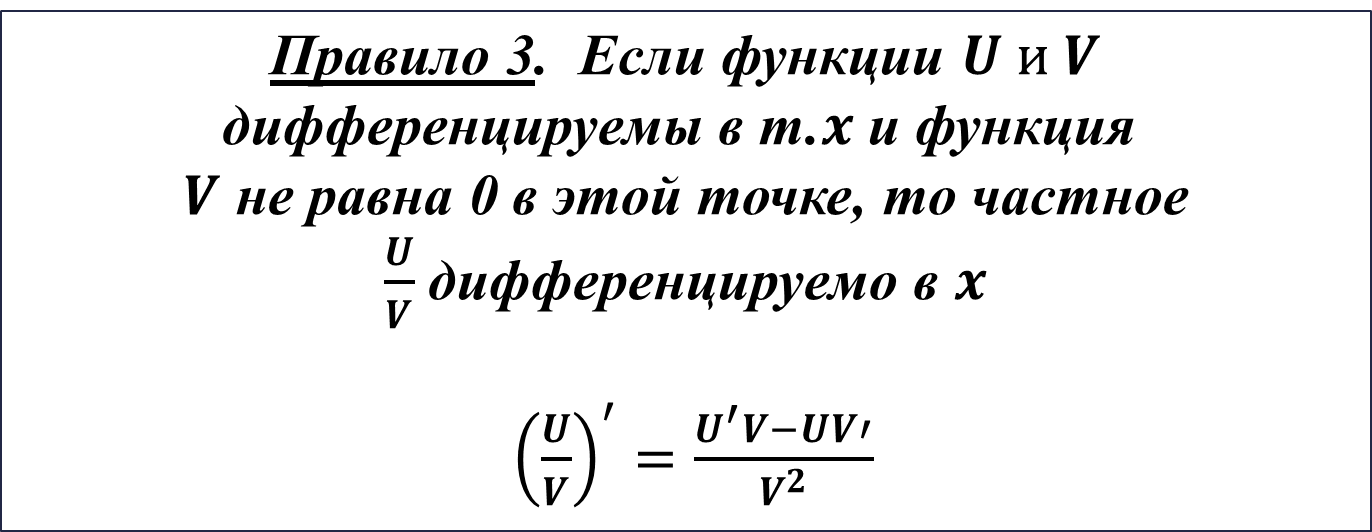 Правило 3. Если функции U и V
дифференцируемы в т.x и функция
V не равна 0 в этой точке, то частное
U/V дифференцируемо в x
(U/V)′ = (U′V−UV′)/V²